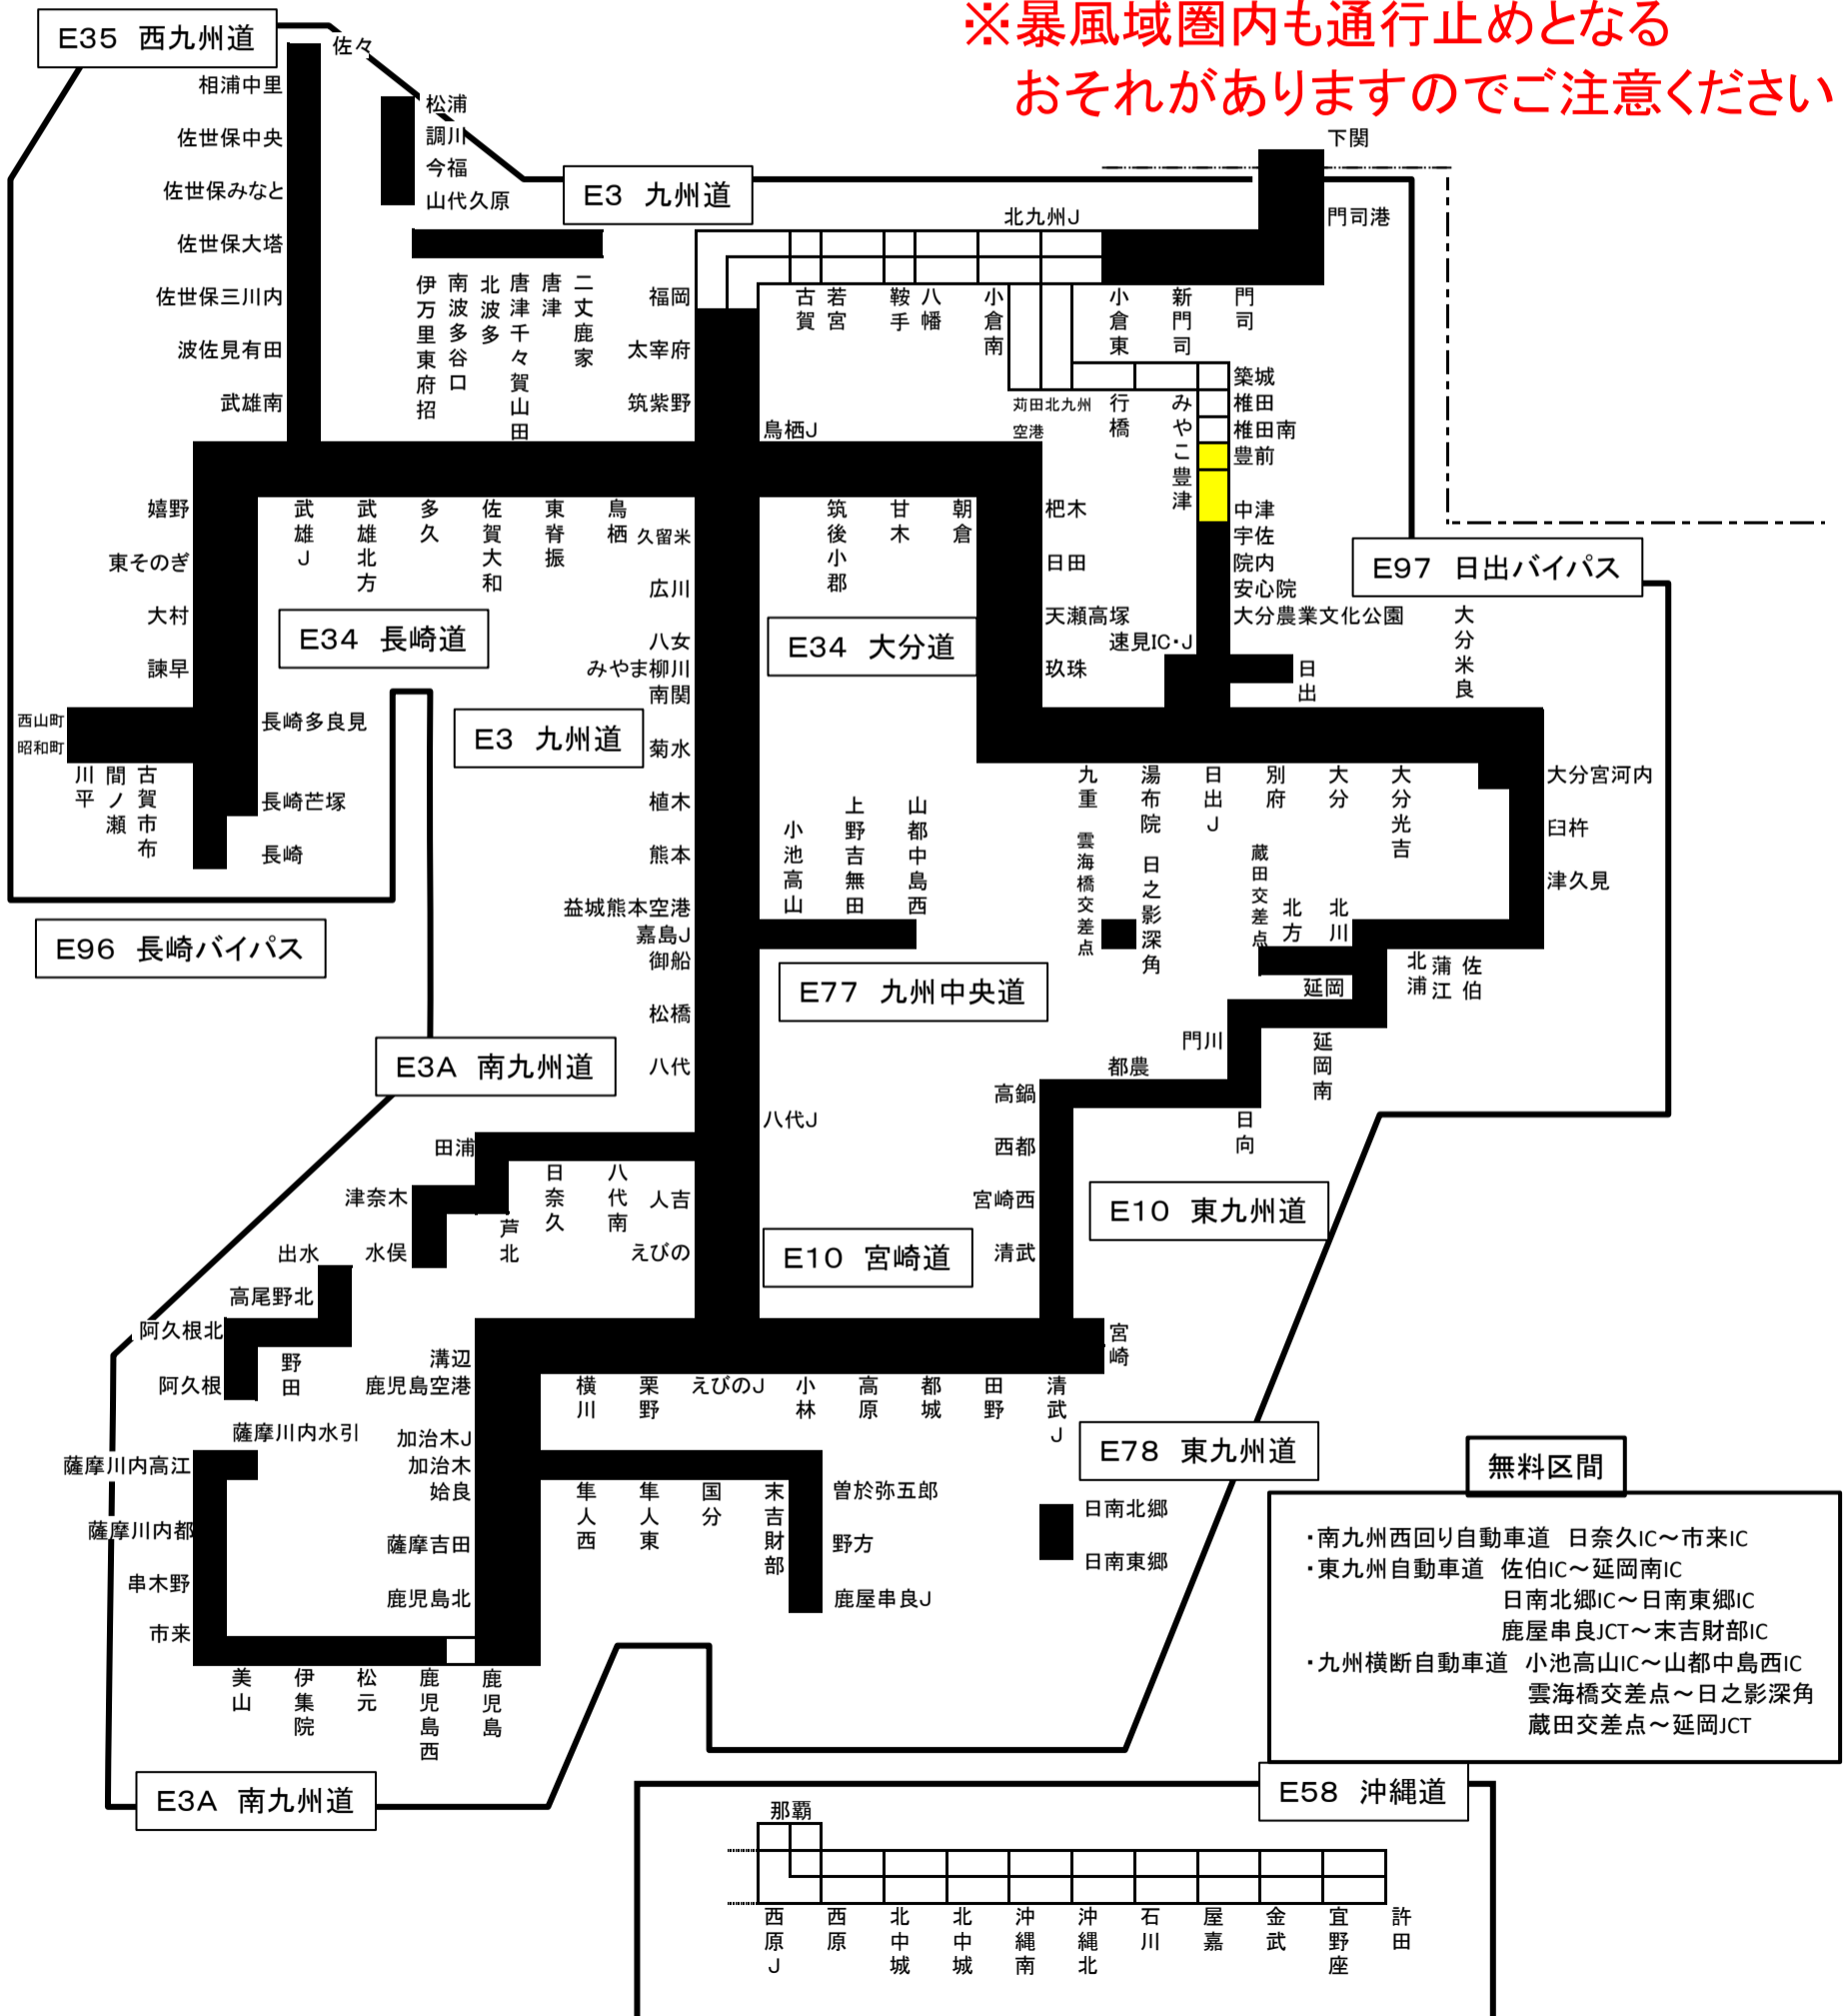 ※暴風域圏内も通行止めとなる
おそれがありますのでご注意ください
E35 西九州道
佐々
相浦中里
佐世保中央
佐世保みなと
佐世保大塔
佐世保三川内
波佐見有田
武雄南
松浦
調川
今福
山代久原
E3 九州道
下関
門司港
北九州J
伊万里東府招
南波多谷口
北波多
唐津千々賀山田
唐津
二丈鹿家
福岡
太宰府
筑紫野
古賀
若宮
鞍手
八幡
小倉南
小倉東
新門司
門司
苅田北九州
空港
行橋
みやこ豊津
築城
椎田
椎田南
豊前
中津
宇佐
院内
安心院
大分農業文化公園
速見IC・J
日出
鳥栖J
嬉野
東そのぎ
大村
諫早
武雄J
武雄北方
多久
佐賀大和
東脊振
鳥栖
久留米
広川
八女
みやま柳川
南関
菊水
植木
熊本
益城熊本空港
嘉島J
御船
松橋
八代
筑後小郡
甘木
朝倉
杷木
日田
天瀬高塚
玖珠
E34 長崎道
E34 大分道
E97 日出バイパス
大分米良
西山町
昭和町
長崎多良見
川平
間ノ瀬
古賀市布
長崎芒塚
長崎
E3 九州道
九重
湯布院
日出J
別府
大分
大分光吉
大分宮河内
臼杵
津久見
小池高山
上野吉無田
山都中島西
雲海橋交差点
日之影深角
蔵田交差点
北方
北川
E96 長崎バイパス
E77 九州中央道
延岡
北浦
蒲江
佐伯
E3A 南九州道
門川
延岡南
都農
高鍋
日向
八代J
西都
宮崎西
清武
田浦
津奈木
水俣
芦北
日奈久
八代南
人吉
えびの
E10 東九州道
E10 宮崎道
出水
高尾野北
阿久根北
阿久根
野田
宮崎
溝辺
鹿児島空港
横川
栗野
えびのJ
小林
高原
都城
田野
清武J
薩摩川内水引
薩摩川内高江
薩摩川内都
串木野
市来
加治木J
加治木
姶良
薩摩吉田
鹿児島北
隼人西
隼人東
国分
末吉財部
曽於弥五郎
野方
鹿屋串良J
E78 東九州道
日南北郷
日南東郷
美山
伊集院
松元
鹿児島西
鹿児島
E3A 南九州道
無料区間
・南九州西回り自動車道 日奈久IC～市来IC
・東九州自動車道 佐伯IC～延岡南IC
日南北郷IC～日南東郷IC
鹿屋串良JCT～末吉財部IC
・九州横断自動車道 小池高山IC～山都中島西IC
雲海橋交差点～日之影深角
蔵田交差点～延岡JCT
E58 沖縄道
那覇
西原J
西原
北中城
北中城
沖縄南
沖縄北
石川
屋嘉
金武
宜野座
許田